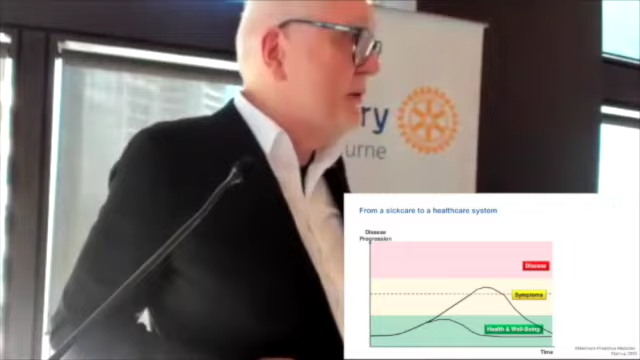 ry
urne
From a sickcare to a healthcare system
Disease
Progression
Disease
Symptoms
Health & Well-Being
Time